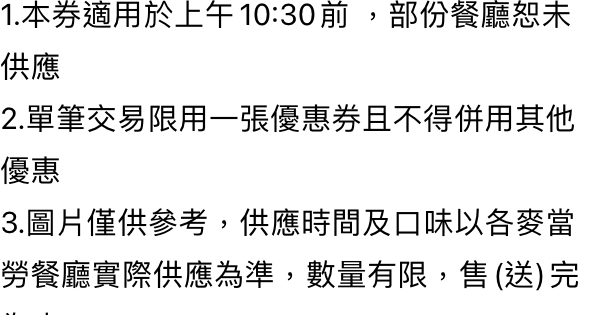 1.本券適用於上午10:30前 ，部份餐廳恕未
供應
2.單筆交易限用一張優惠券且不得併用其他
優惠
3.圖片僅供參考，供應時間及口味以各麥當
勞餐廳實際供應為準，數量有限，售(送)完